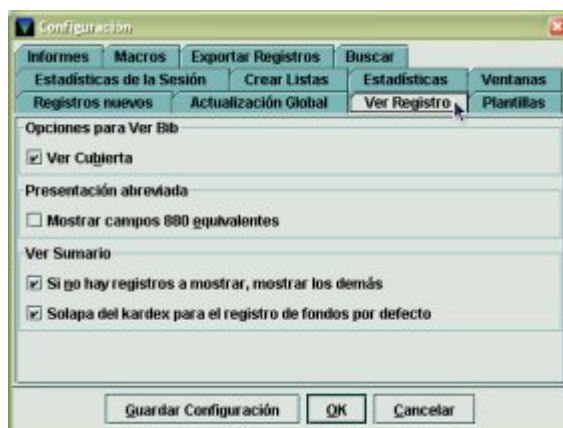 Configuración
Informes Macros Exportar Registros Buscar
Estadísticas de la Sesión Crear Listas Estadísticas Ventanas
Registros nuevos Actualización Global Ver Registro Plantillas
Opciones para Ver Bib
Ver Cubierta
Presentación abreviada
Mostrar campos 880 equivalentes
Ver Sumario
Si no hay registros a mostrar, mostrar los demás
Solapa del kardex para el registro de fondos por defecto
Guardar Configuración OK Cancelar